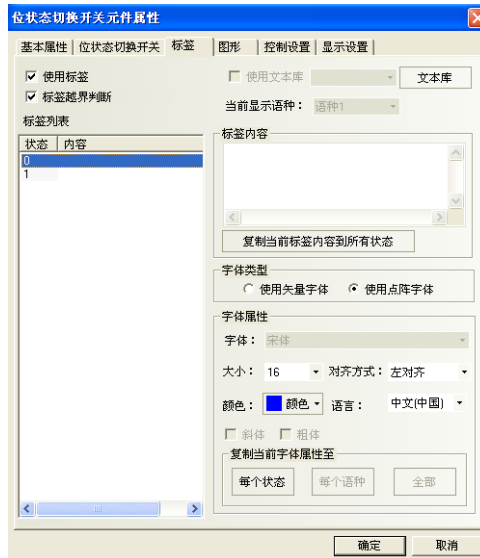 位状态切换开关元件属性
基本属性 位状态切换开关 标签 图形 控制设置 显示设置
使用标签
标签越界判断
标签列表
状态 内容
0
1
使用文本库 文本库
当前显示语种： 语种1
标签内容
复制当前标签内容到所有状态
字体类型
使用矢量字体 使用点阵字体
字体属性
字体： 宋体
大小： 16 对齐方式： 左对齐
颜色： 颜色 语言： 中文(中国)
斜体 粗体
复制当前字体属性至
每个状态 每个语种 全部
确定 取消